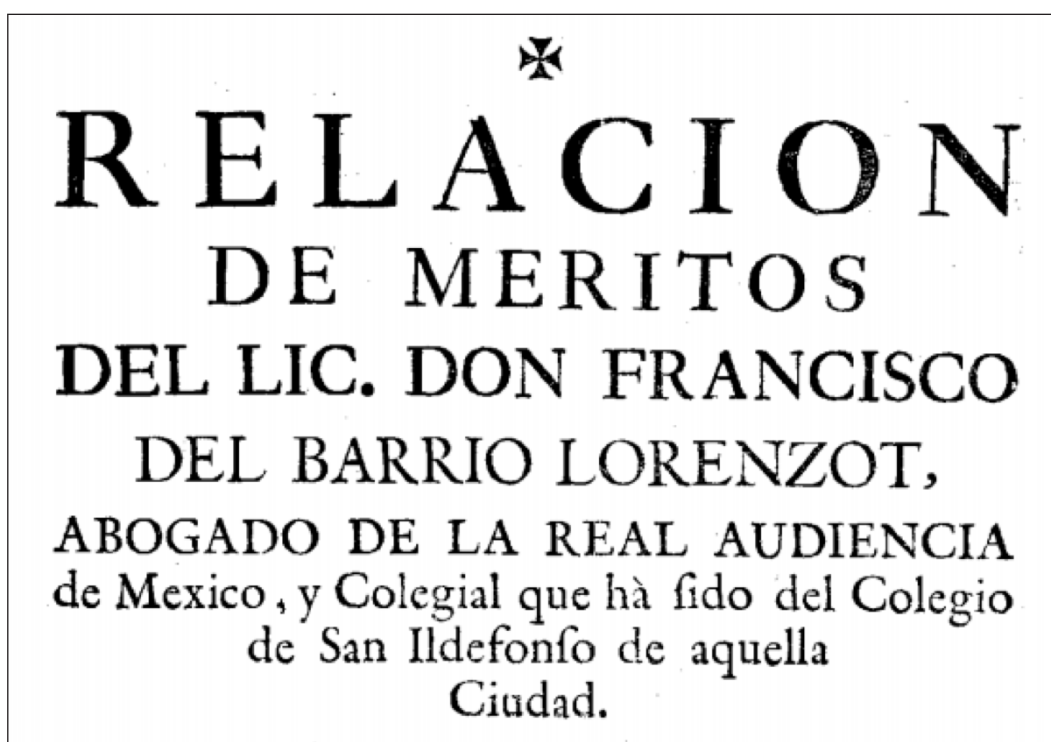 ✠
RELACION
DE MERITOS
DEL LIC. DON FRANCISCO
DEL BARRIO LORENZOT,
ABOGADO DE LA REAL AUDIENCIA
de Mexico, y Colegial que hà ſido del Colegio
de San Ildefonſo de aquella
Ciudad.